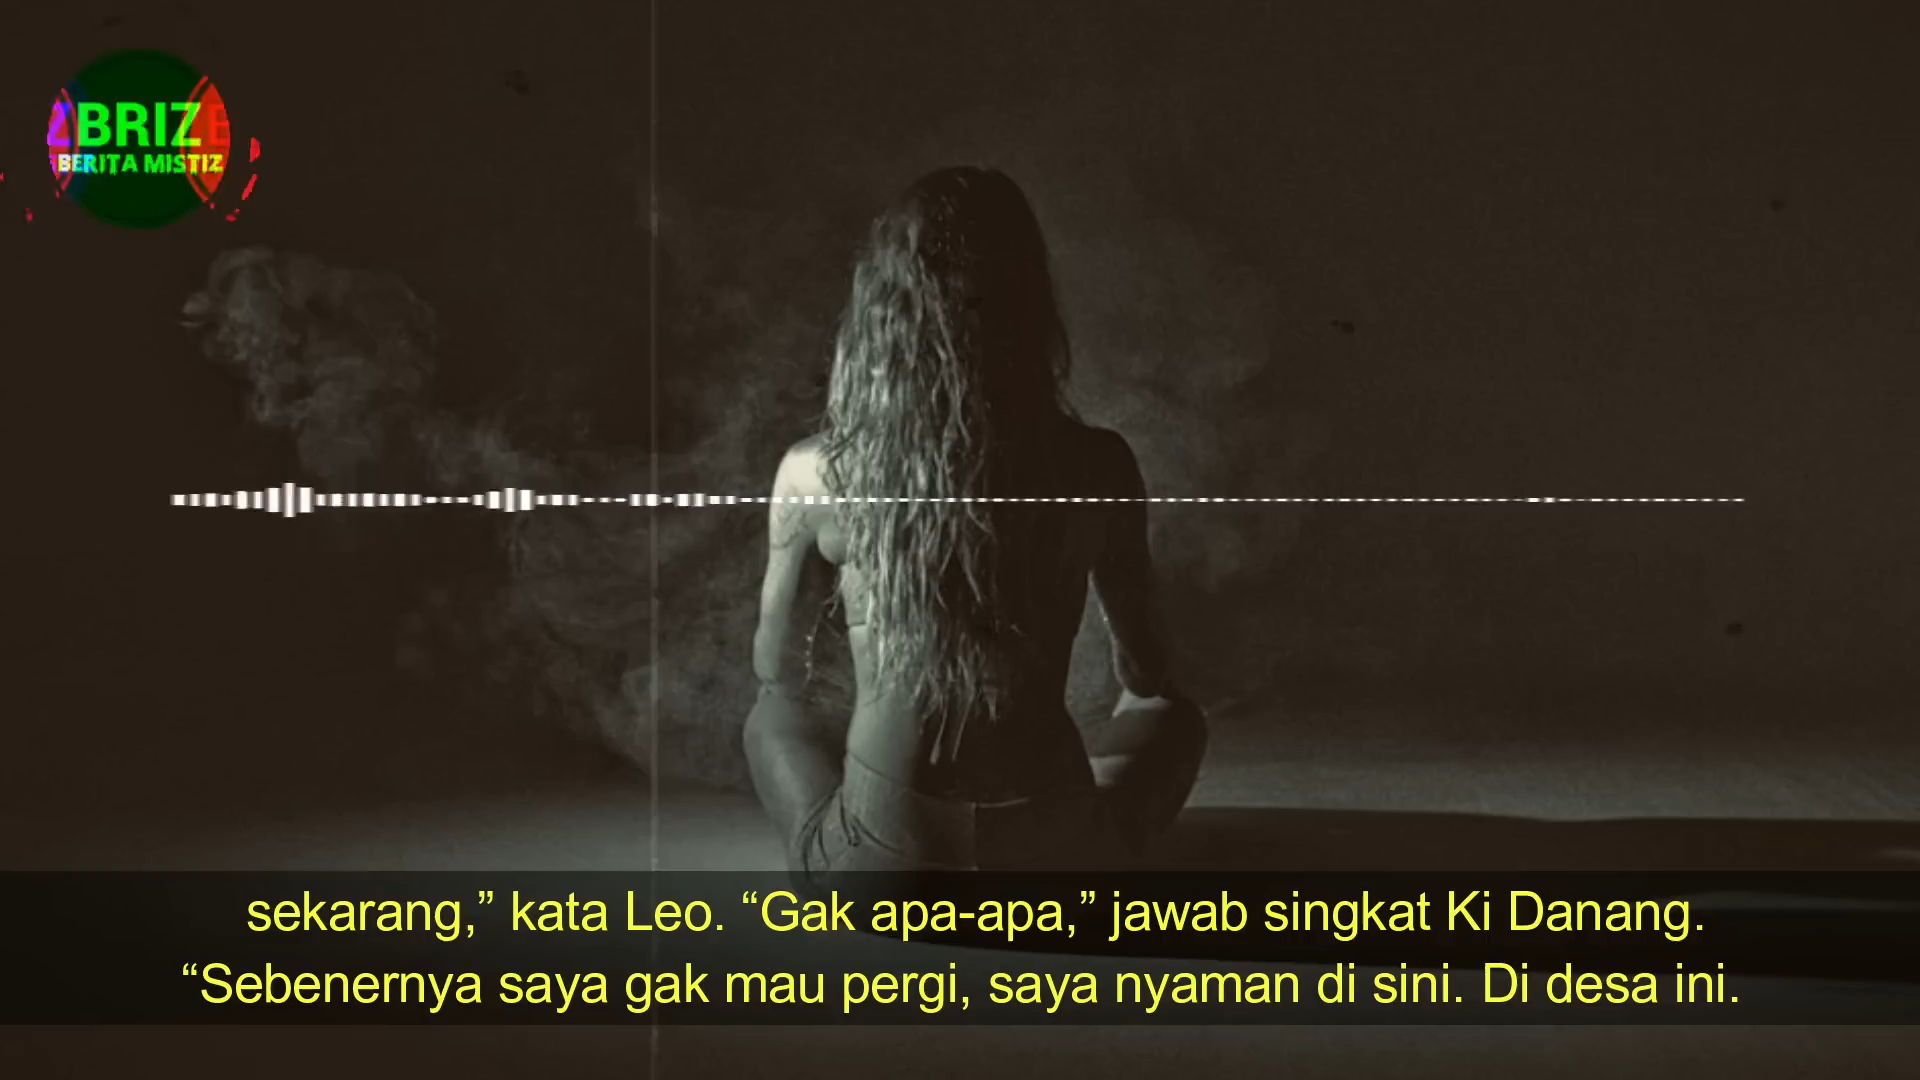 ZBRIZE
BERITA MISTIZ
sekarang,” kata Leo. “Gak apa-apa,” jawab singkat Ki Danang.
“Sebenernya saya gak mau pergi, saya nyaman di sini. Di desa ini.